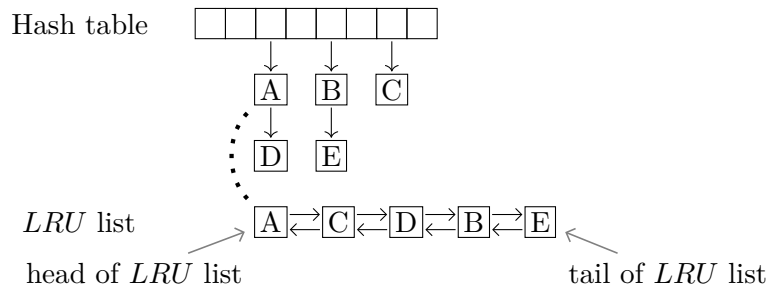 Hash table
A B C
D E
LRU list A C D B E
head of LRU list tail of LRU list